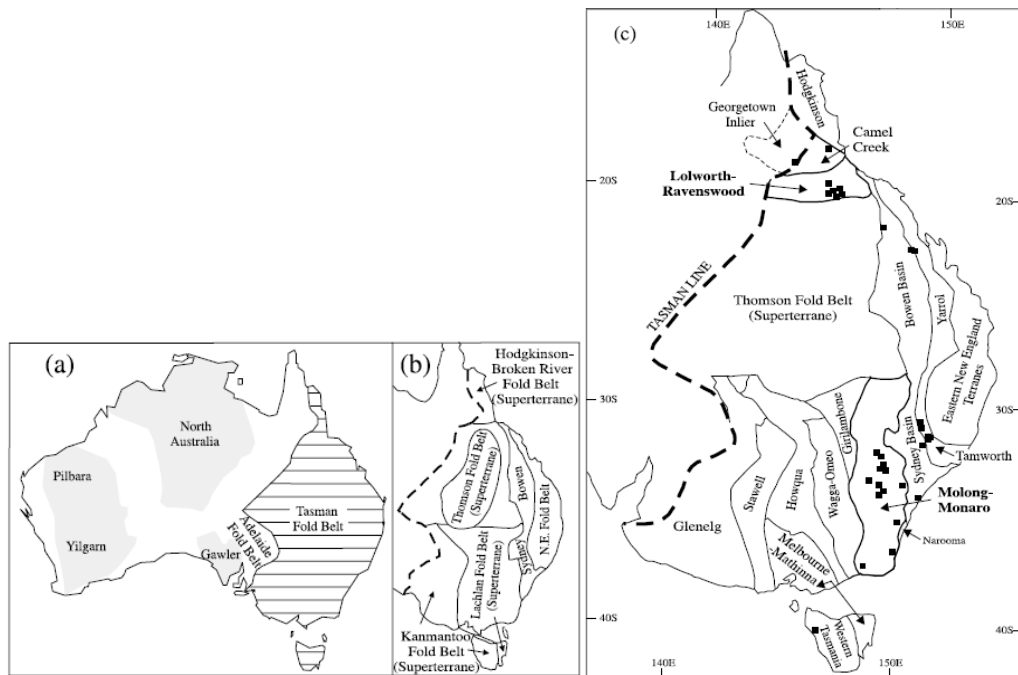 (a)
North
Australia
Pilbara
Yilgarn
Gawler
Adelaide
Fold Belt
Tasman
Fold Belt
(b)
Hodgkinson-
Broken River
Fold Belt
(Superterrane)
Thomson Fold Belt
(Superterrane)
Bowen
N.E. Fold Belt
Sydney
Lachlan Fold Belt
(Superterrane)
Kanmantoo
Fold Belt
(Superterrane)
(c)
140E
150E
Hodgkinson
Georgetown
Inlier
Camel
Creek
Lolworth-
Ravenswood
20S
20S
TASMAN LINE
Thomson Fold Belt
(Superterrane)
Bowen Basin
Yarrol
Eastern New England
Terranes
30S
30S
Girilambone
Sydney Basin
Tamworth
Stawell
Howqua
Wagga-Omeo
Molong-
Monaro
Glenelg
Narooma
Melbourne
-Mathinna
40S
40S
Western
Tasmania
140E
150E